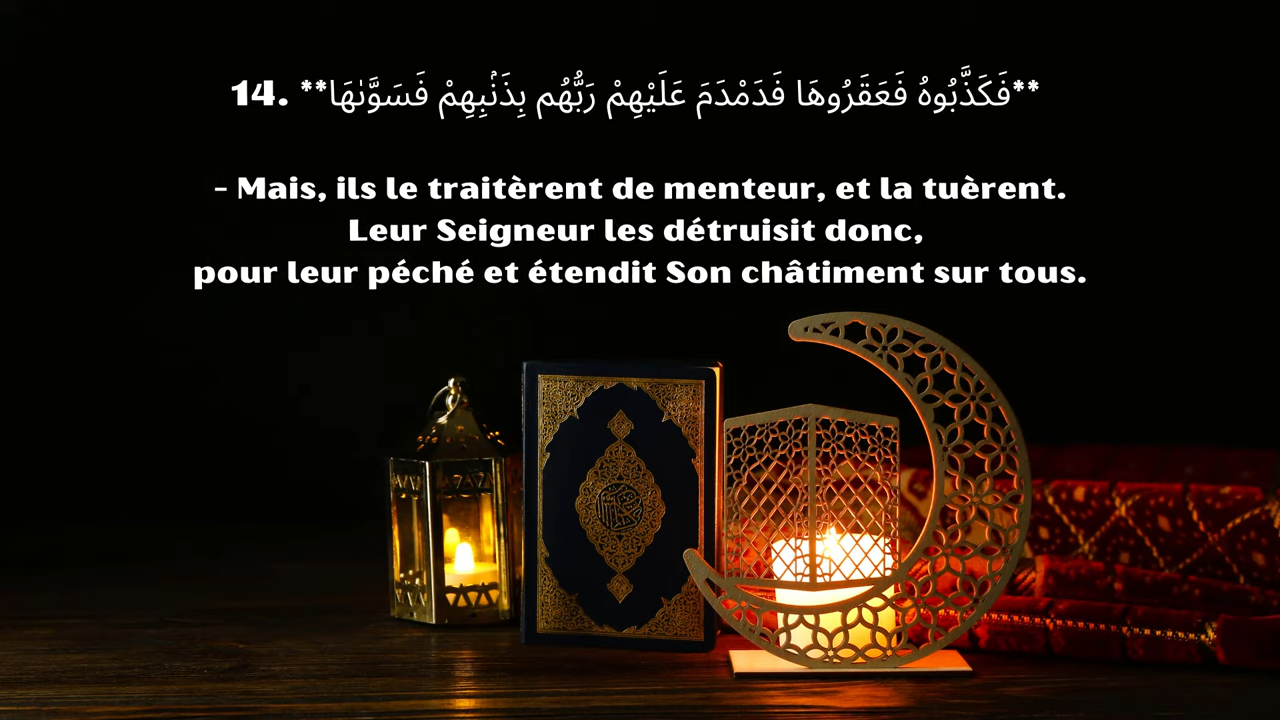 14. **فَكَذَّبُوهُ فَعَقَرُوهَا فَدَمْدَمَ عَلَيْهِمْ رَبُّهُم بِذَنۢبِهِمْ فَسَوَّىٰهَا**
- Mais, ils le traitèrent de menteur, et la tuèrent.
Leur Seigneur les détruisit donc,
pour leur péché et étendit Son châtiment sur tous.